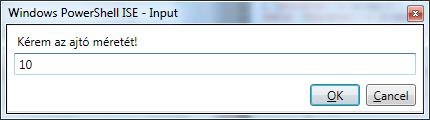 Windows PowerShell ISE - Input
Kérem az ajtó méretét!
10
OK
Cancel